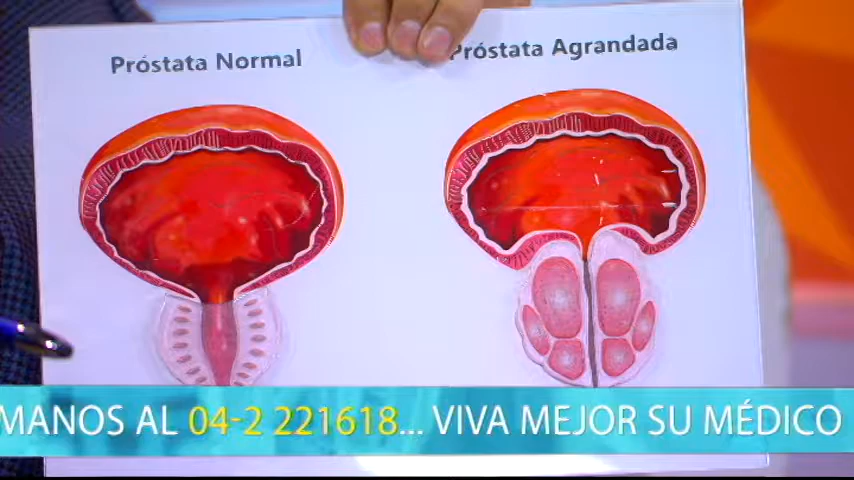 Próstata Normal
Próstata Agrandada
MANOS AL 04-2 221618... VIVA MEJOR SU MÉDICO